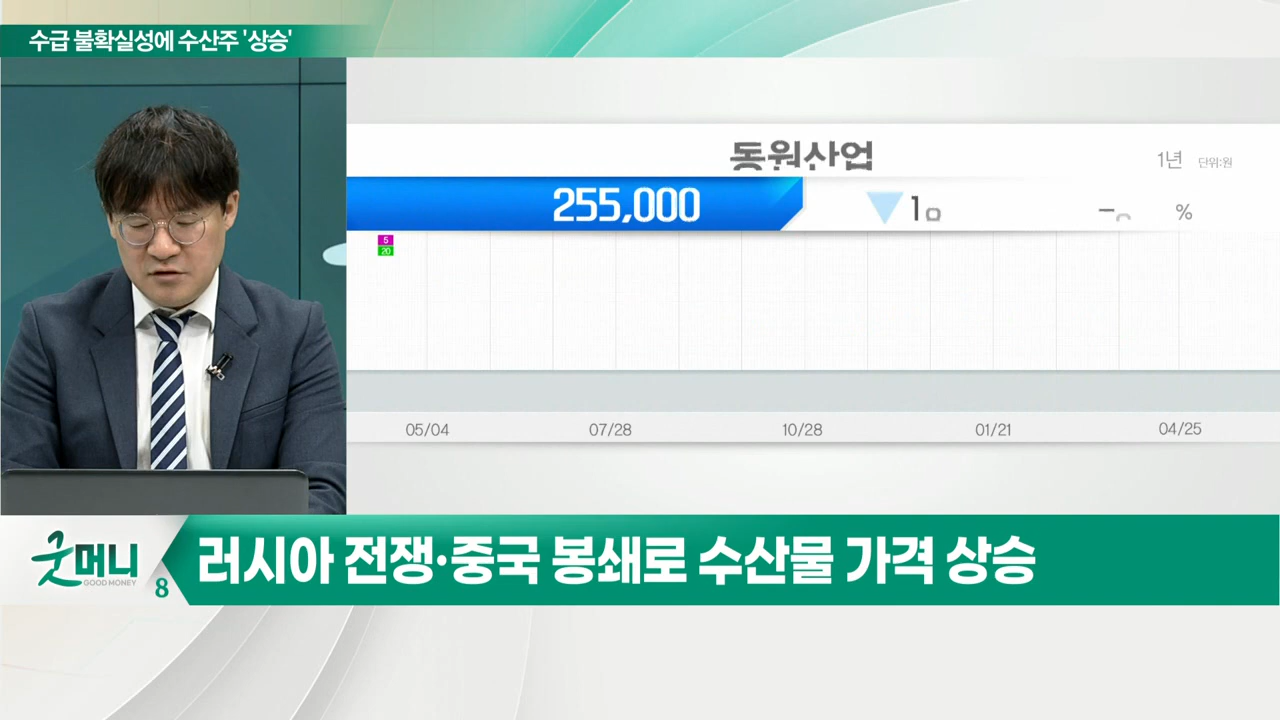 수급 불확실성에 수산주 '상승'
동원산업
1년 단위:원
255,000
%
5
20
05/04 07/28 10/28 01/21 04/25
굿머니
GOOD MONEY
8
러시아 전쟁·중국 봉쇄로 수산물 가격 상승